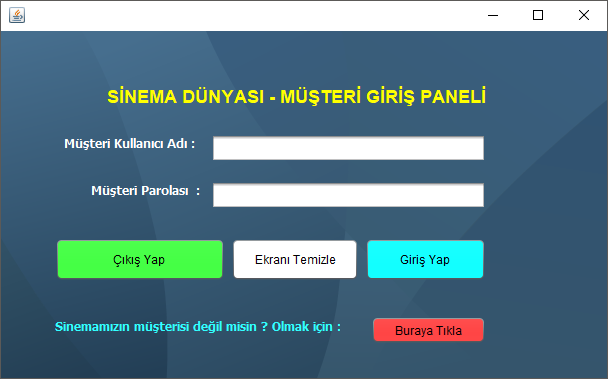 SİNEMA DÜNYASI - MÜŞTERİ GİRİŞ PANELİ
Müşteri Kullanıcı Adı :
Müşteri Parolası :
Çıkış Yap Ekranı Temizle Giriş Yap
Sinemamızın müşterisi değil misin ? Olmak için : Buraya Tıkla